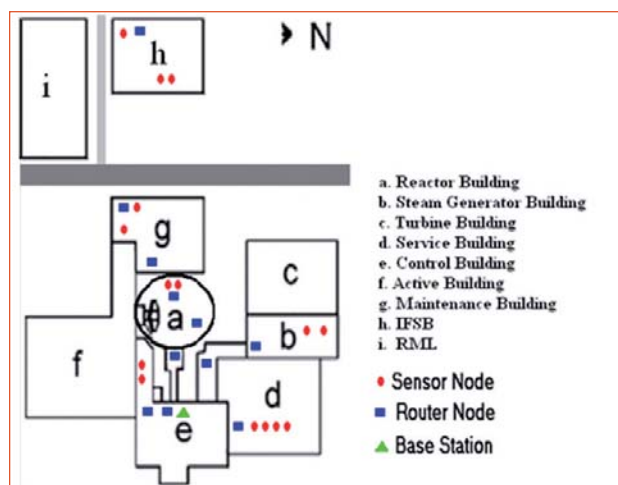 N
h
i
g
c
a
b
f
d
e
a. Reactor Building
b. Steam Generator Building
c. Turbine Building
d. Service Building
e. Control Building
f. Active Building
g. Maintenance Building
h. IFSB
i. RML
Sensor Node
Router Node
Base Station